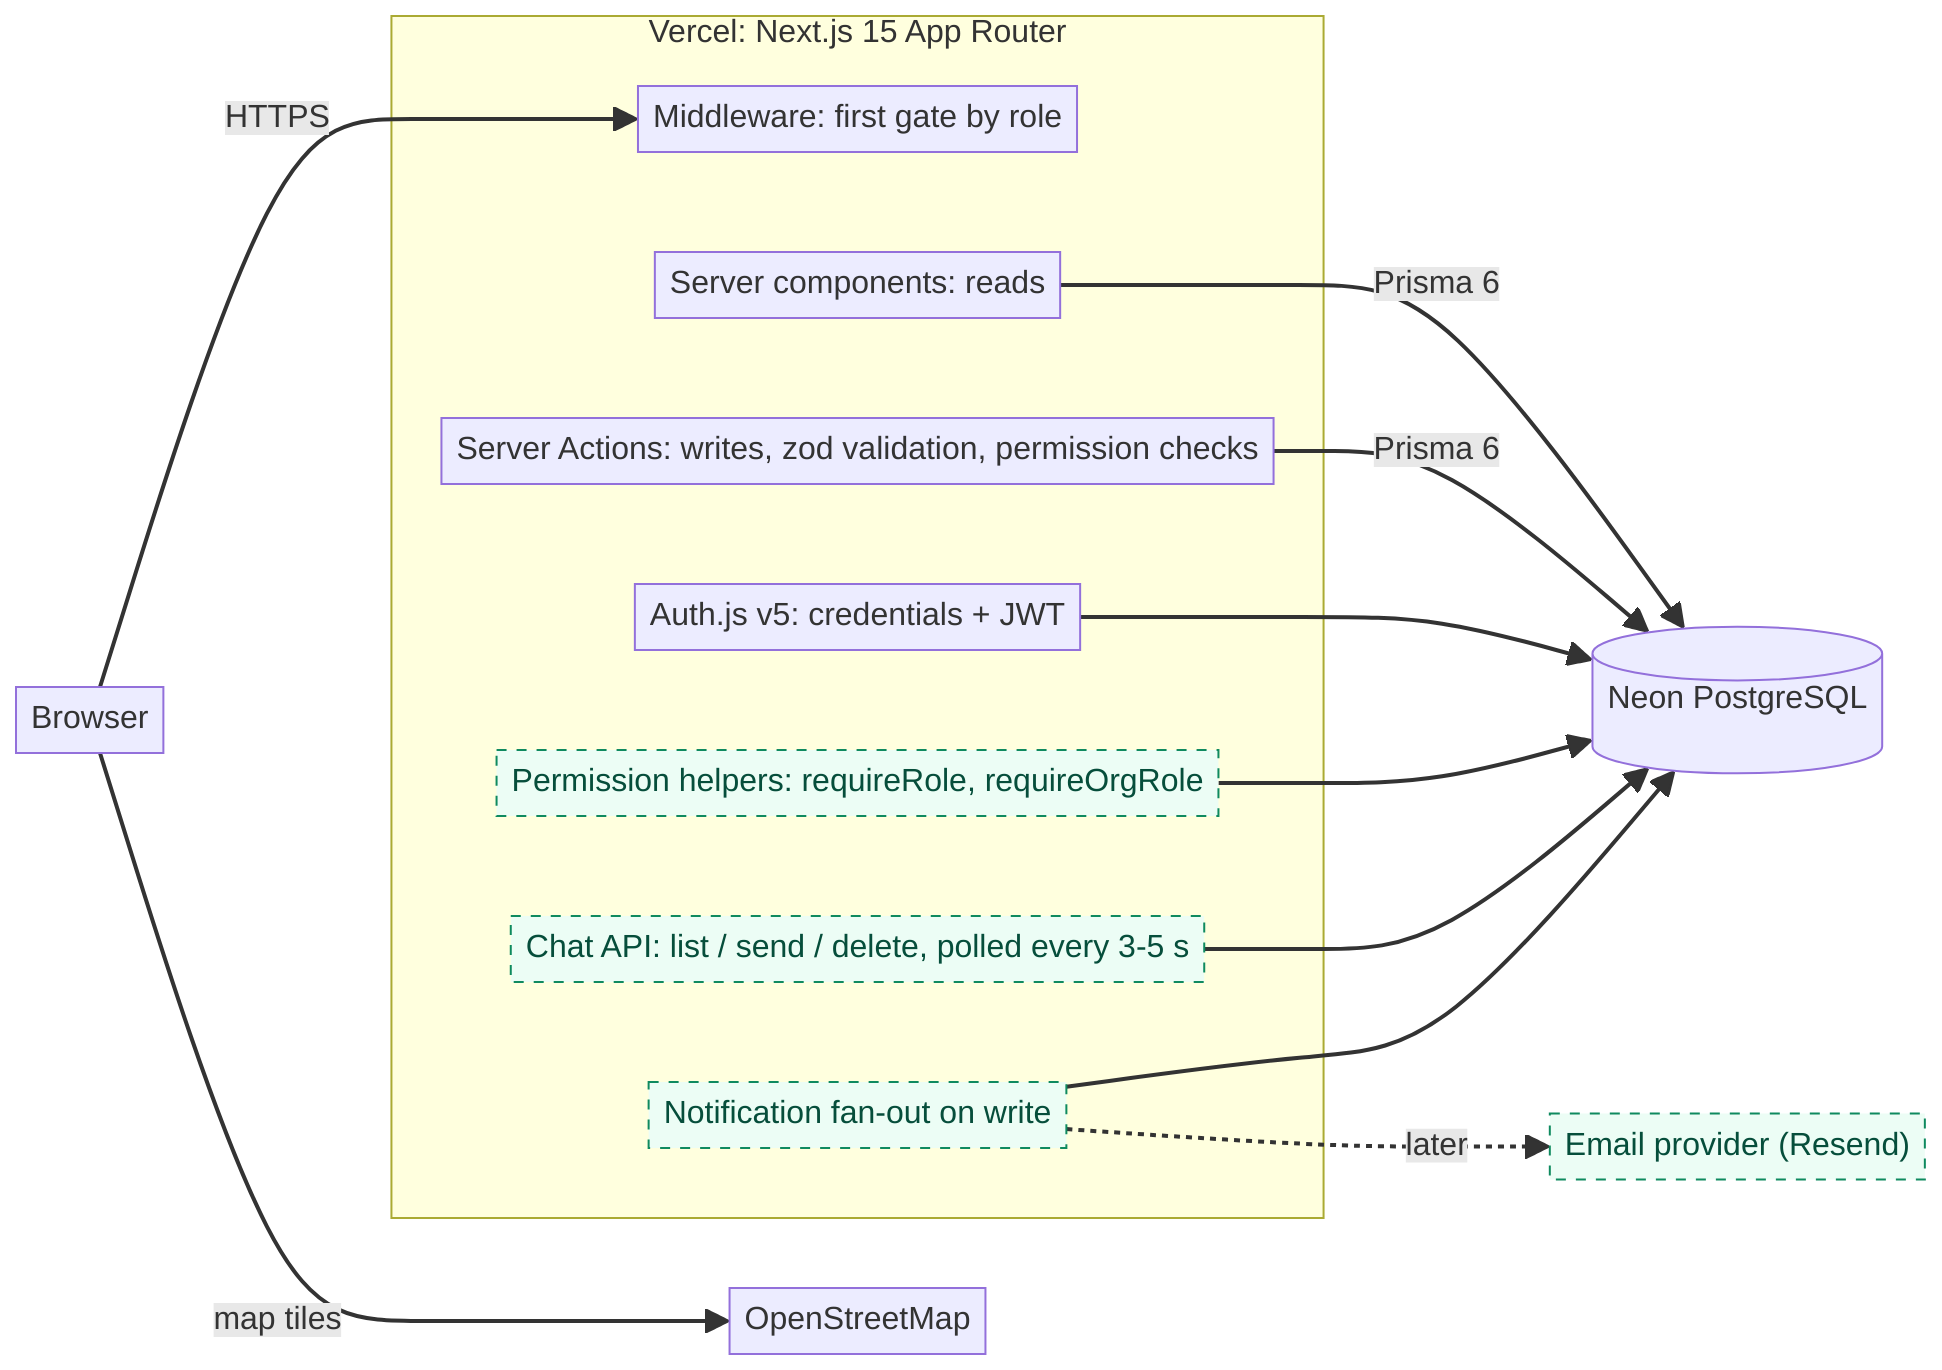 Vercel: Next.js 15 App Router
HTTPS
Middleware: first gate by role
Server components: reads
Prisma 6
Server Actions: writes, zod validation, permission checks
Prisma 6
Auth.js v5: credentials + JWT
Browser
Neon PostgreSQL
Permission helpers: requireRole, requireOrgRole
Chat API: list / send / delete, polled every 3-5 s
Notification fan-out on write
later
Email provider (Resend)
map tiles
OpenStreetMap